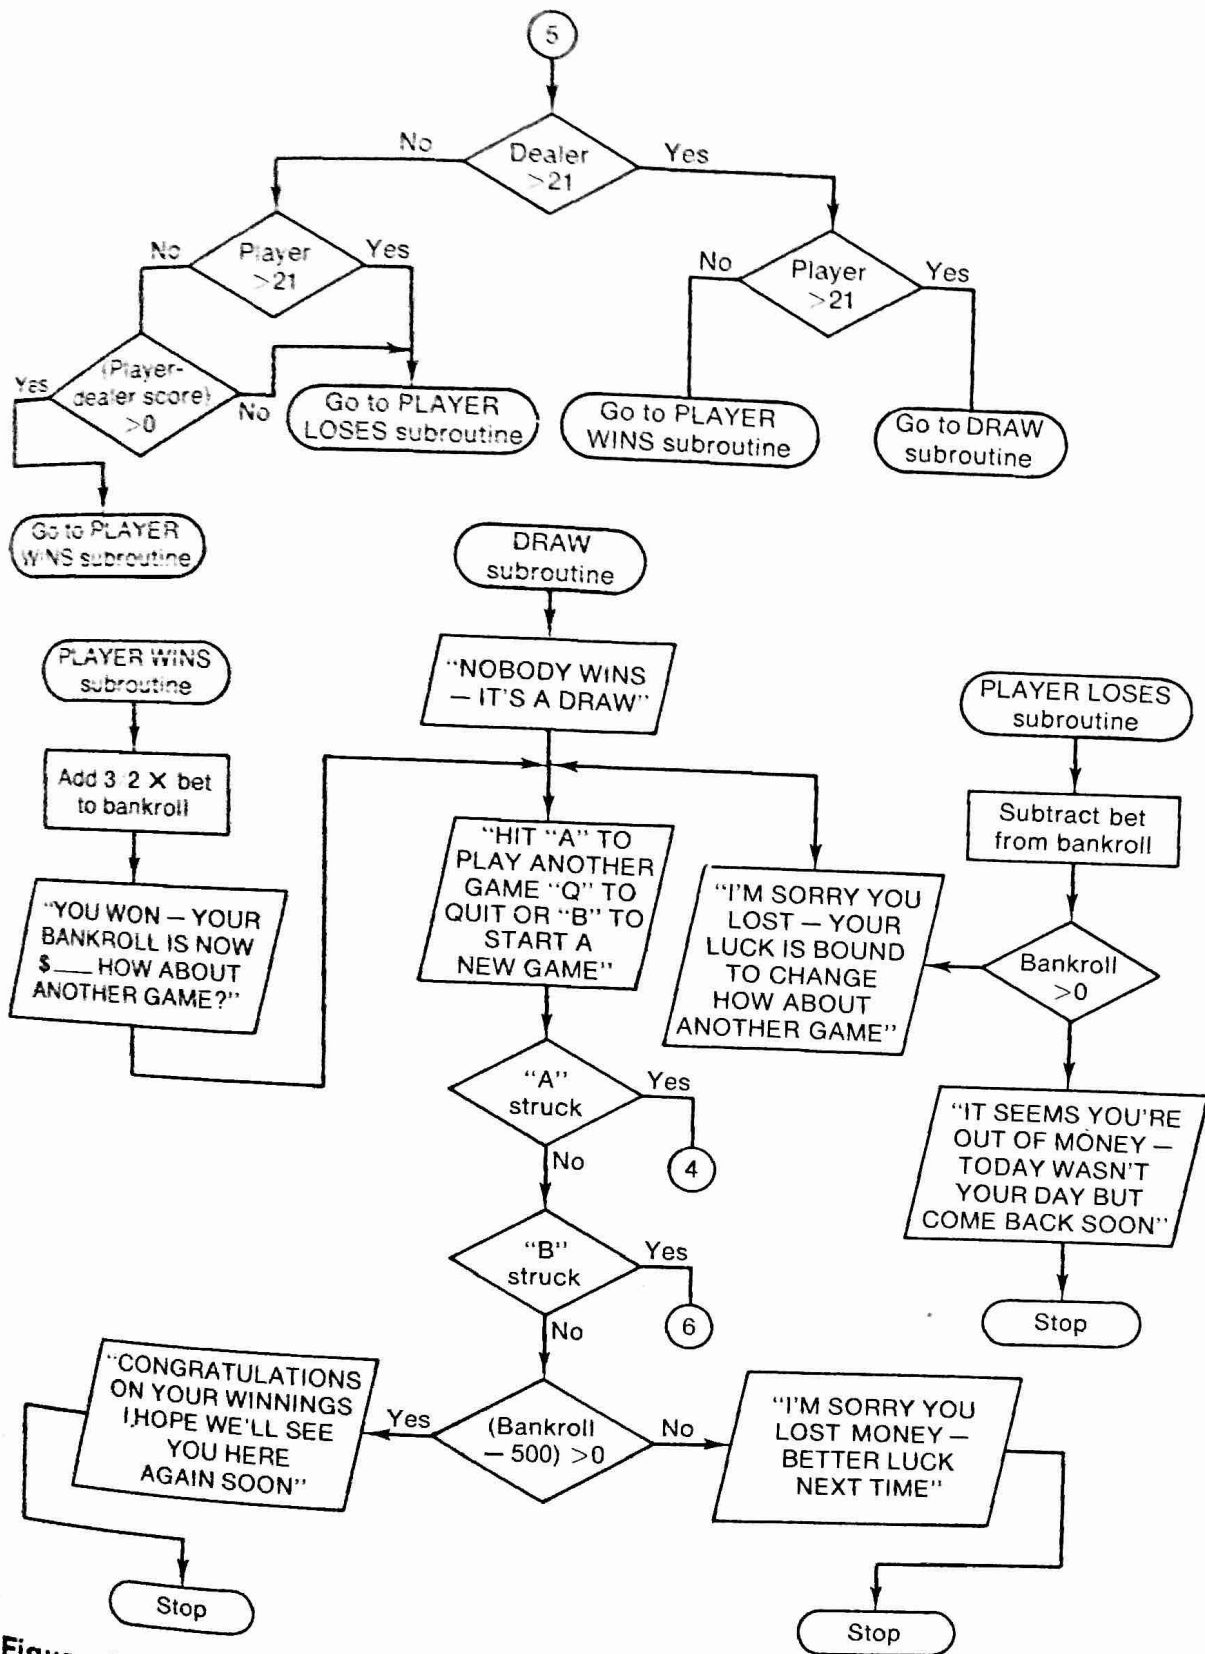 5
Dealer
>21
No
Yes
Player
>21
No
Yes
Player
>21
No
Yes
(Player-
dealer score)
>0
Yes
No
Go to PLAYER
LOSES subroutine
Go to PLAYER
WINS subroutine
Go to DRAW
subroutine
Go to PLAYER
WINS subroutine
DRAW
subroutine
"NOBODY WINS
— IT'S A DRAW"
PLAYER WINS
subroutine
Add 3/2 X bet
to bankroll
"YOU WON — YOUR
BANKROLL IS NOW
$___ HOW ABOUT
ANOTHER GAME?"
"HIT "A" TO
PLAY ANOTHER
GAME "Q" TO
QUIT OR "B" TO
START A
NEW GAME"
PLAYER LOSES
subroutine
Subtract bet
from bankroll
Bankroll
>0
"I'M SORRY YOU
LOST — YOUR
LUCK IS BOUND
TO CHANGE
HOW ABOUT
ANOTHER GAME"
"IT SEEMS YOU'RE
OUT OF MONEY —
TODAY WASN'T
YOUR DAY BUT
COME BACK SOON"
Stop
"A"
struck
Yes
4
No
"B"
struck
Yes
6
No
(Bankroll
— 500) >0
Yes
No
"CONGRATULATIONS
ON YOUR WINNINGS
I HOPE WE'LL SEE
YOU HERE
AGAIN SOON"
Stop
"I'M SORRY YOU
LOST MONEY —
BETTER LUCK
NEXT TIME"
Stop